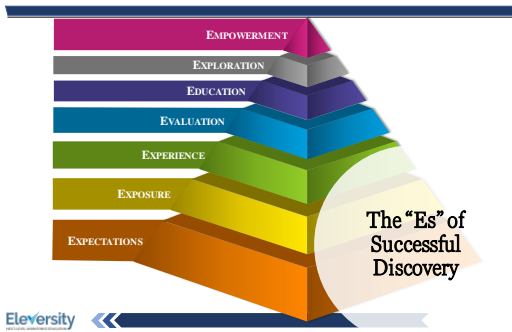 EMPOWERMENT
EXPLORATION
EDUCATION
EVALUATION
EXPERIENCE
EXPOSURE
EXPECTATIONS
The “Es” of
Successful
Discovery
Eleversity